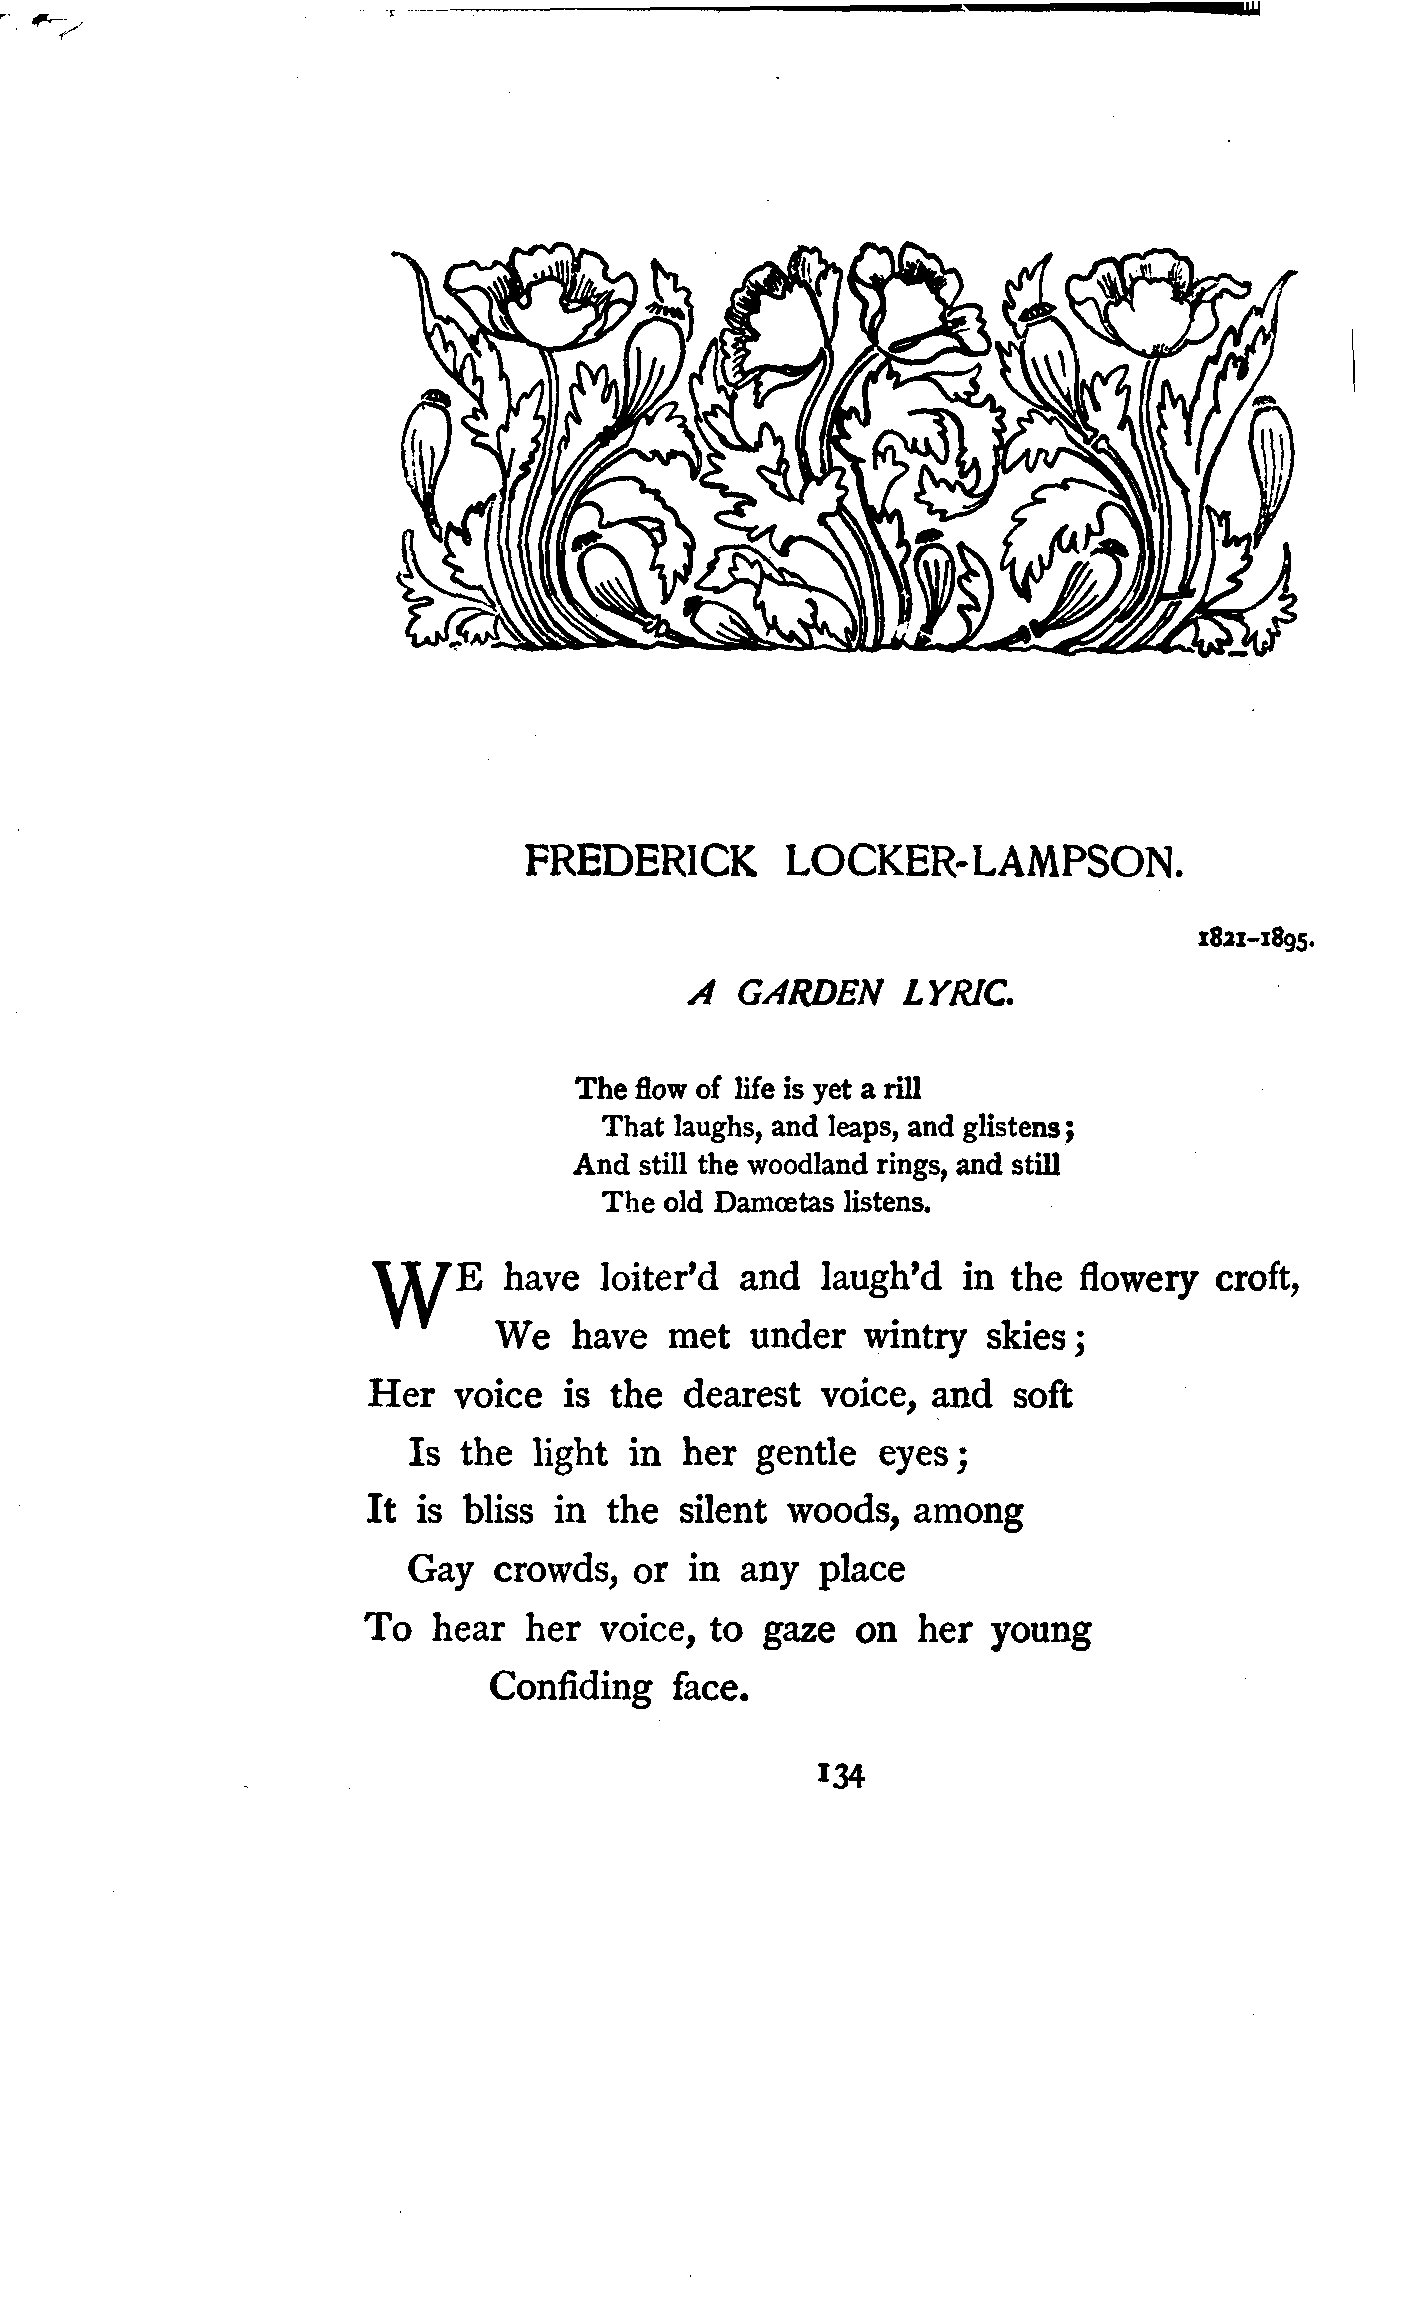 FREDERICK LOCKER-LAMPSON.
1821-1895.
A GARDEN LYRIC.
The flow of life is yet a rill
That laughs, and leaps, and glistens;
And still the woodland rings, and still
The old Damœtas listens.
WE have loiter'd and laugh'd in the flowery croft,
We have met under wintry skies;
Her voice is the dearest voice, and soft
Is the light in her gentle eyes;
It is bliss in the silent woods, among
Gay crowds, or in any place
To hear her voice, to gaze on her young
Confiding face.
134